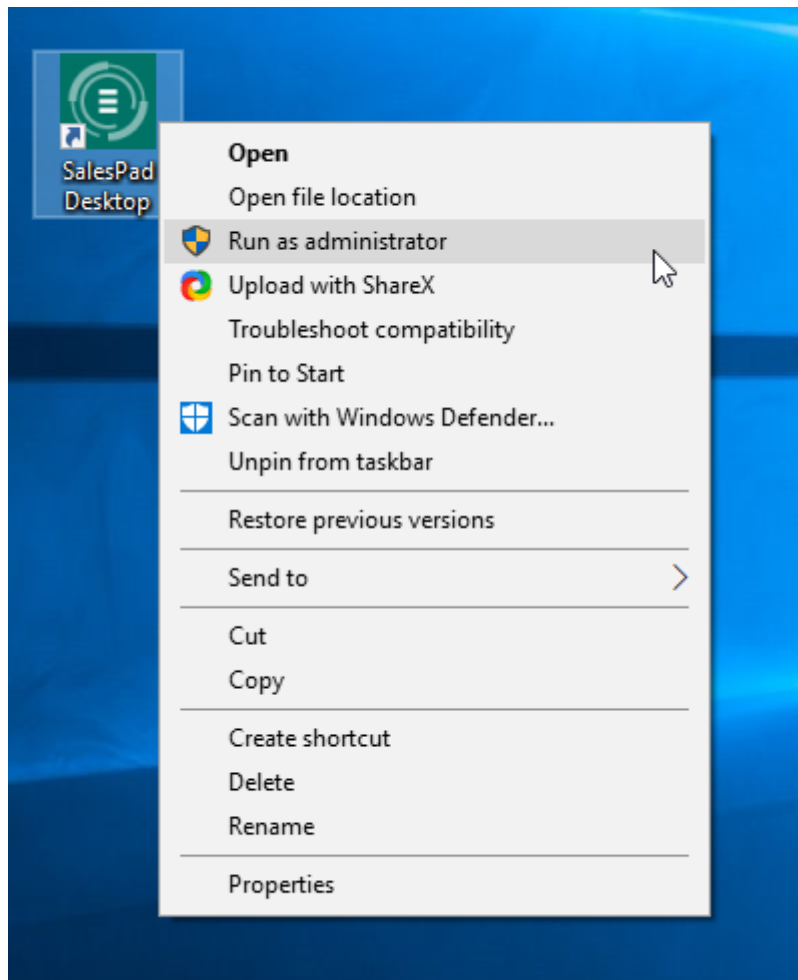 SalesPad
Desktop
Open
Open file location
Run as administrator
Upload with ShareX
Troubleshoot compatibility
Pin to Start
Scan with Windows Defender...
Unpin from taskbar
Restore previous versions
Send to
Cut
Copy
Create shortcut
Delete
Rename
Properties